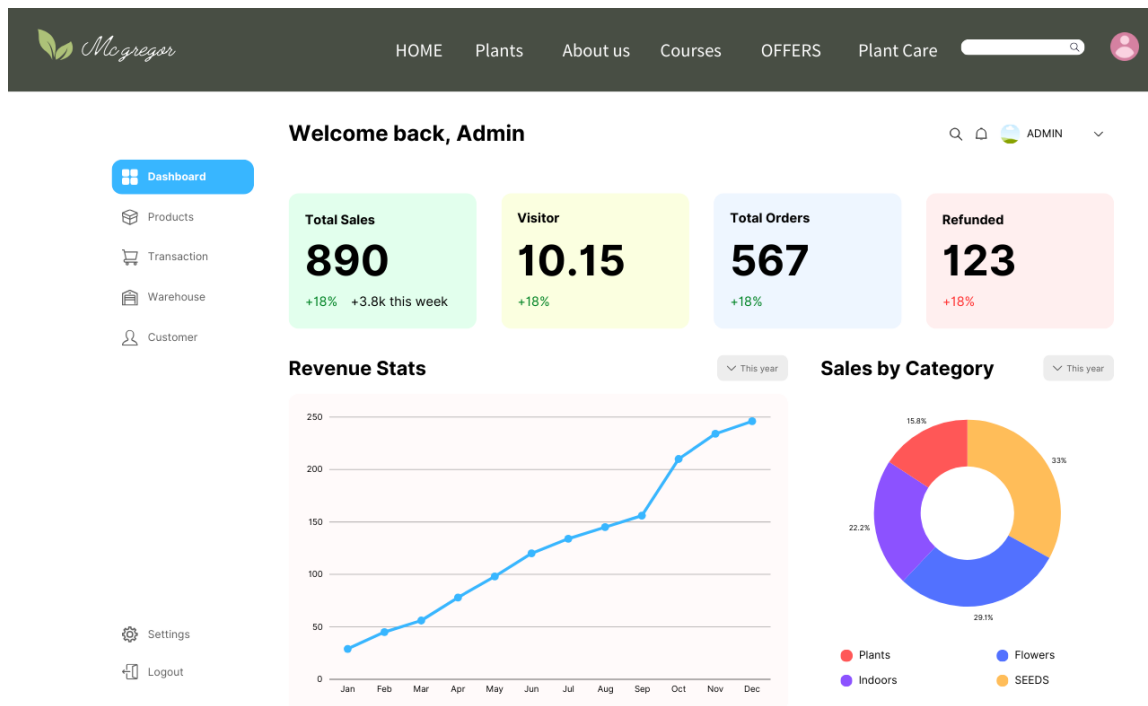 Mcgregor
HOME Plants About us Courses OFFERS Plant Care
Welcome back, Admin
ADMIN
Dashboard
Products
Transaction
Warehouse
Customer
Settings
Logout
Total Sales
890
+18% +3.8k this week
Visitor
10.15
+18%
Total Orders
567
+18%
Refunded
123
+18%
Revenue Stats
This year
250
200
150
100
50
0
Jan Feb Mar Apr May Jun Jul Aug Sep Oct Nov Dec
Sales by Category
This year
15.8%
33%
22.2%
29.1%
Plants
Flowers
Indoors
SEEDS